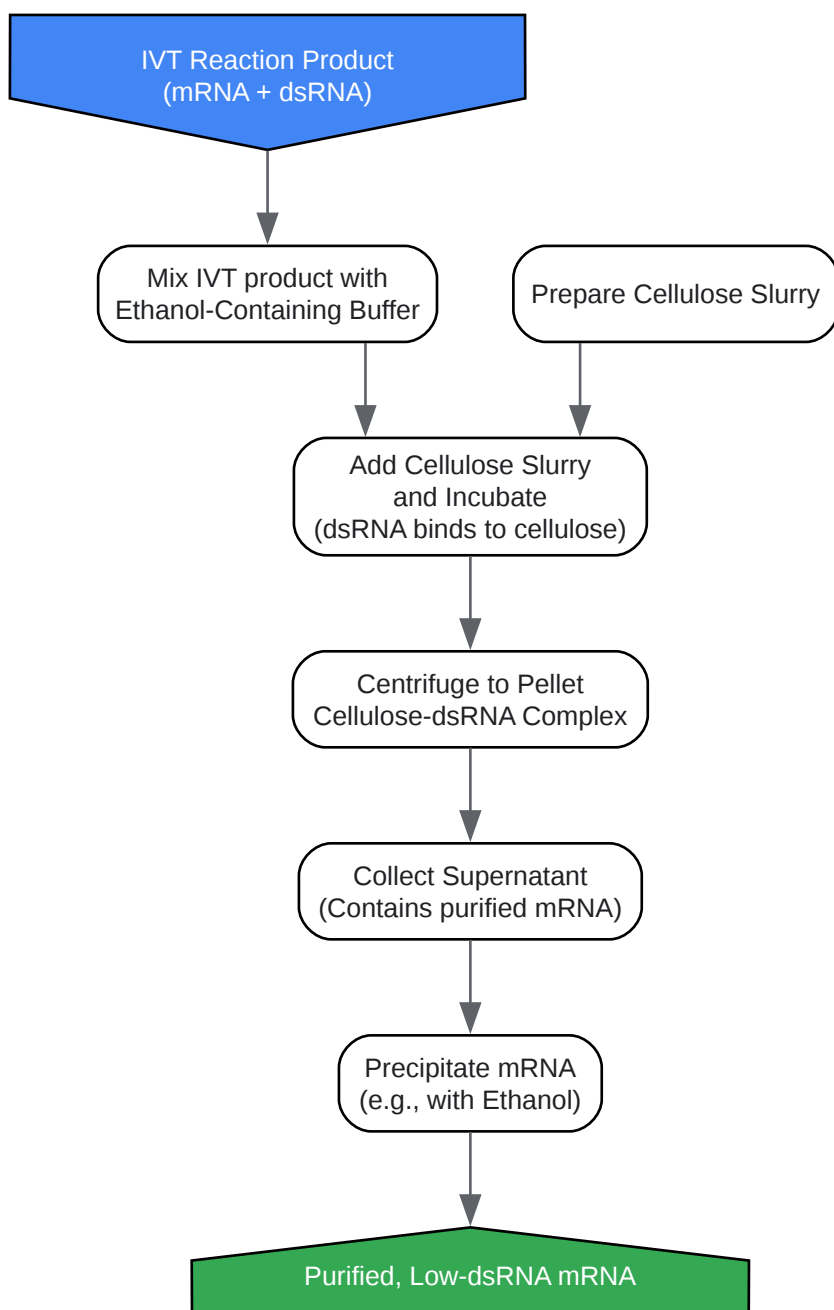 IVT Reaction Product
(mRNA + dsRNA)
Mix IVT product with
Ethanol-Containing Buffer
Prepare Cellulose Slurry
Add Cellulose Slurry
and Incubate
(dsRNA binds to cellulose)
Centrifuge to Pellet
Cellulose-dsRNA Complex
Collect Supernatant
(Contains purified mRNA)
Precipitate mRNA
(e.g., with Ethanol)
Purified, Low-dsRNA mRNA